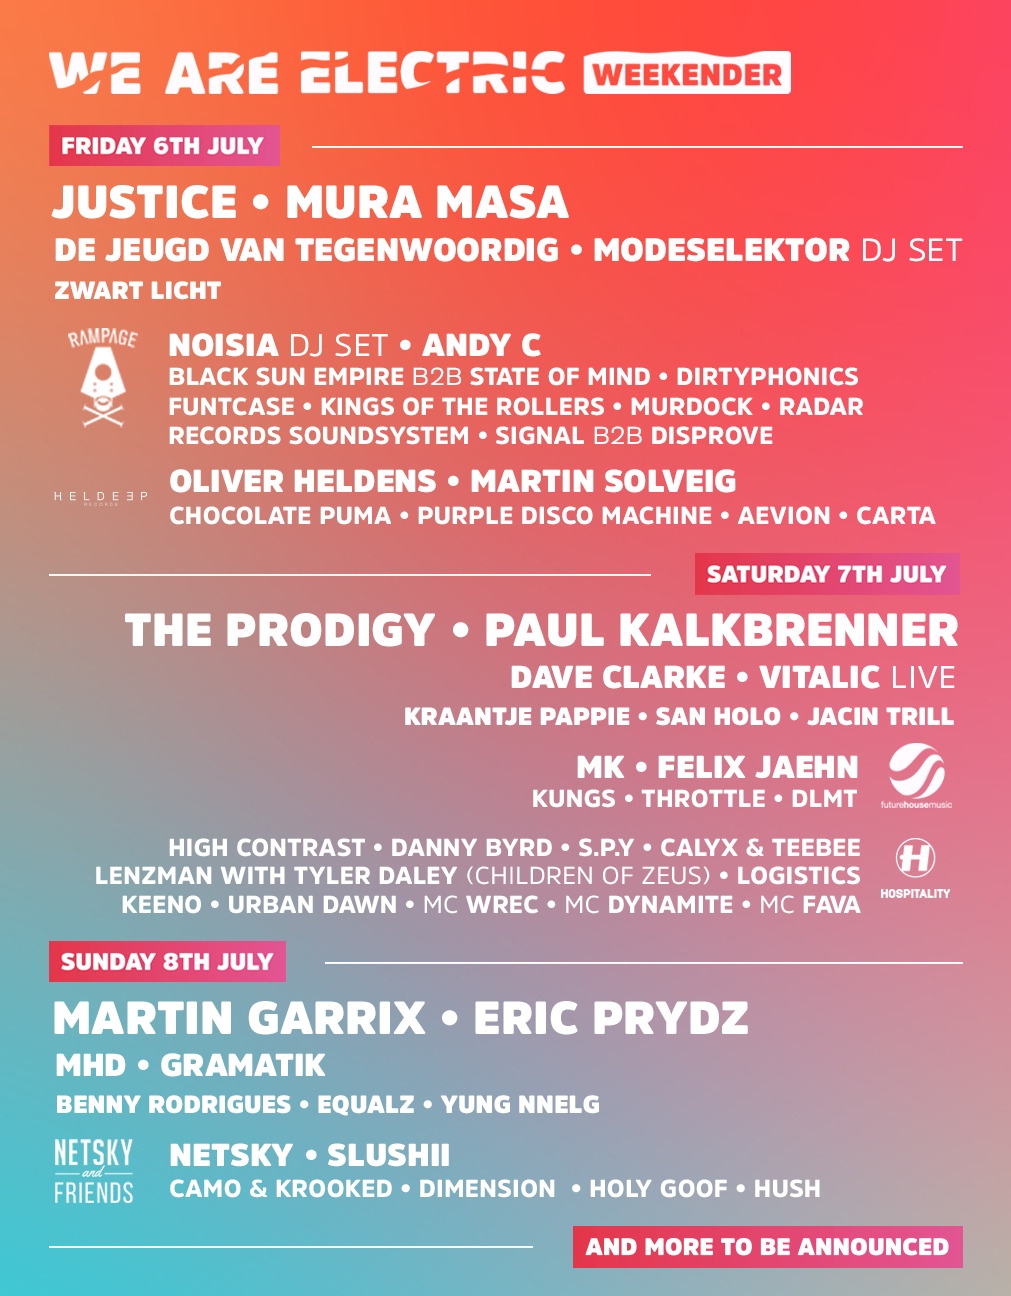 WE ARE ELECTRIC WEEKENDER
FRIDAY 6TH JULY
JUSTICE • MURA MASA
DE JEUGD VAN TEGENWOORDIG • MODESELEKTOR DJ SET
ZWART LICHT
RAMPAGE
NOISIA DJ SET • ANDY C
BLACK SUN EMPIRE B2B STATE OF MIND • DIRTYPHONICS
FUNTCASE • KINGS OF THE ROLLERS • MURDOCK • RADAR
RECORDS SOUNDSYSTEM • SIGNAL B2B DISPROVE
HELDEEP
RECORDS
OLIVER HELDENS • MARTIN SOLVEIG
CHOCOLATE PUMA • PURPLE DISCO MACHINE • AEVION • CARTA
SATURDAY 7TH JULY
THE PRODIGY • PAUL KALKBRENNER
DAVE CLARKE • VITALIC LIVE
KRAANTJE PAPPIE • SAN HOLO • JACIN TRILL
MK • FELIX JAEHN
KUNGS • THROTTLE • DLMT
futurehousemusic
HIGH CONTRAST • DANNY BYRD • S.P.Y • CALYX & TEEBEE
LENZMAN WITH TYLER DALEY (CHILDREN OF ZEUS) • LOGISTICS
KEENO • URBAN DAWN • MC WREC • MC DYNAMITE • MC FAVA
H
HOSPITALITY
SUNDAY 8TH JULY
MARTIN GARRIX • ERIC PRYDZ
MHD • GRAMATIK
BENNY RODRIGUES • EQUALZ • YUNG NNELG
NETSKY
and
FRIENDS
NETSKY • SLUSHII
CAMO & KROOKED • DIMENSION • HOLY GOOF • HUSH
AND MORE TO BE ANNOUNCED